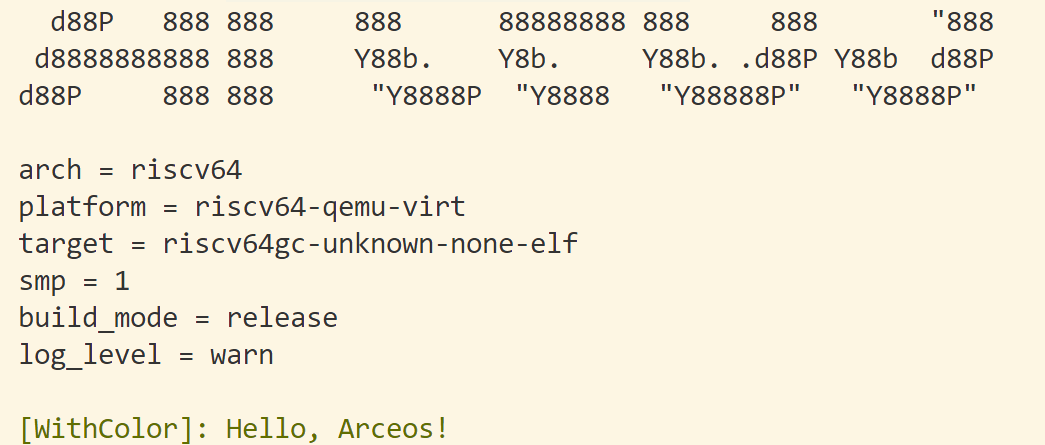 d88P   888 888     888      88888888 888     888       "888
 d8888888888 888     Y88b.    Y8b.     Y88b. .d88P Y88b  d88P
d88P     888 888      "Y8888P  "Y8888   "Y88888P"   "Y8888P"

arch = riscv64
platform = riscv64-qemu-virt
target = riscv64gc-unknown-none-elf
smp = 1
build_mode = release
log_level = warn

[WithColor]: Hello, Arceos!